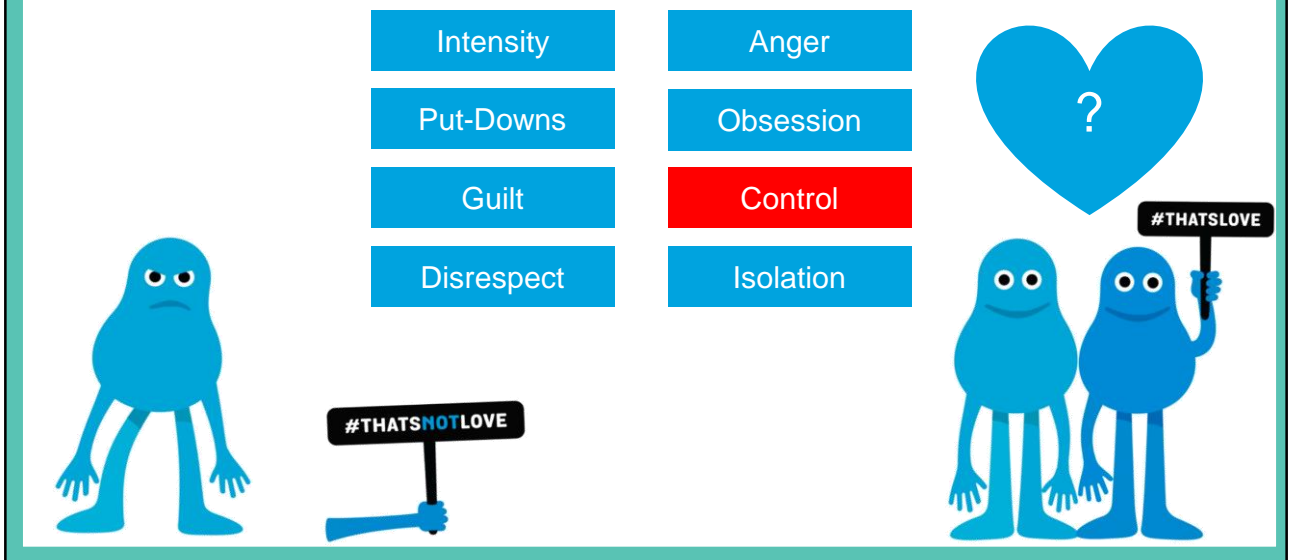 Intensity
Anger
Put-Downs
Obsession
Guilt
Control
Disrespect
Isolation
?
#THATSLOVE
#THATSNOTLOVE